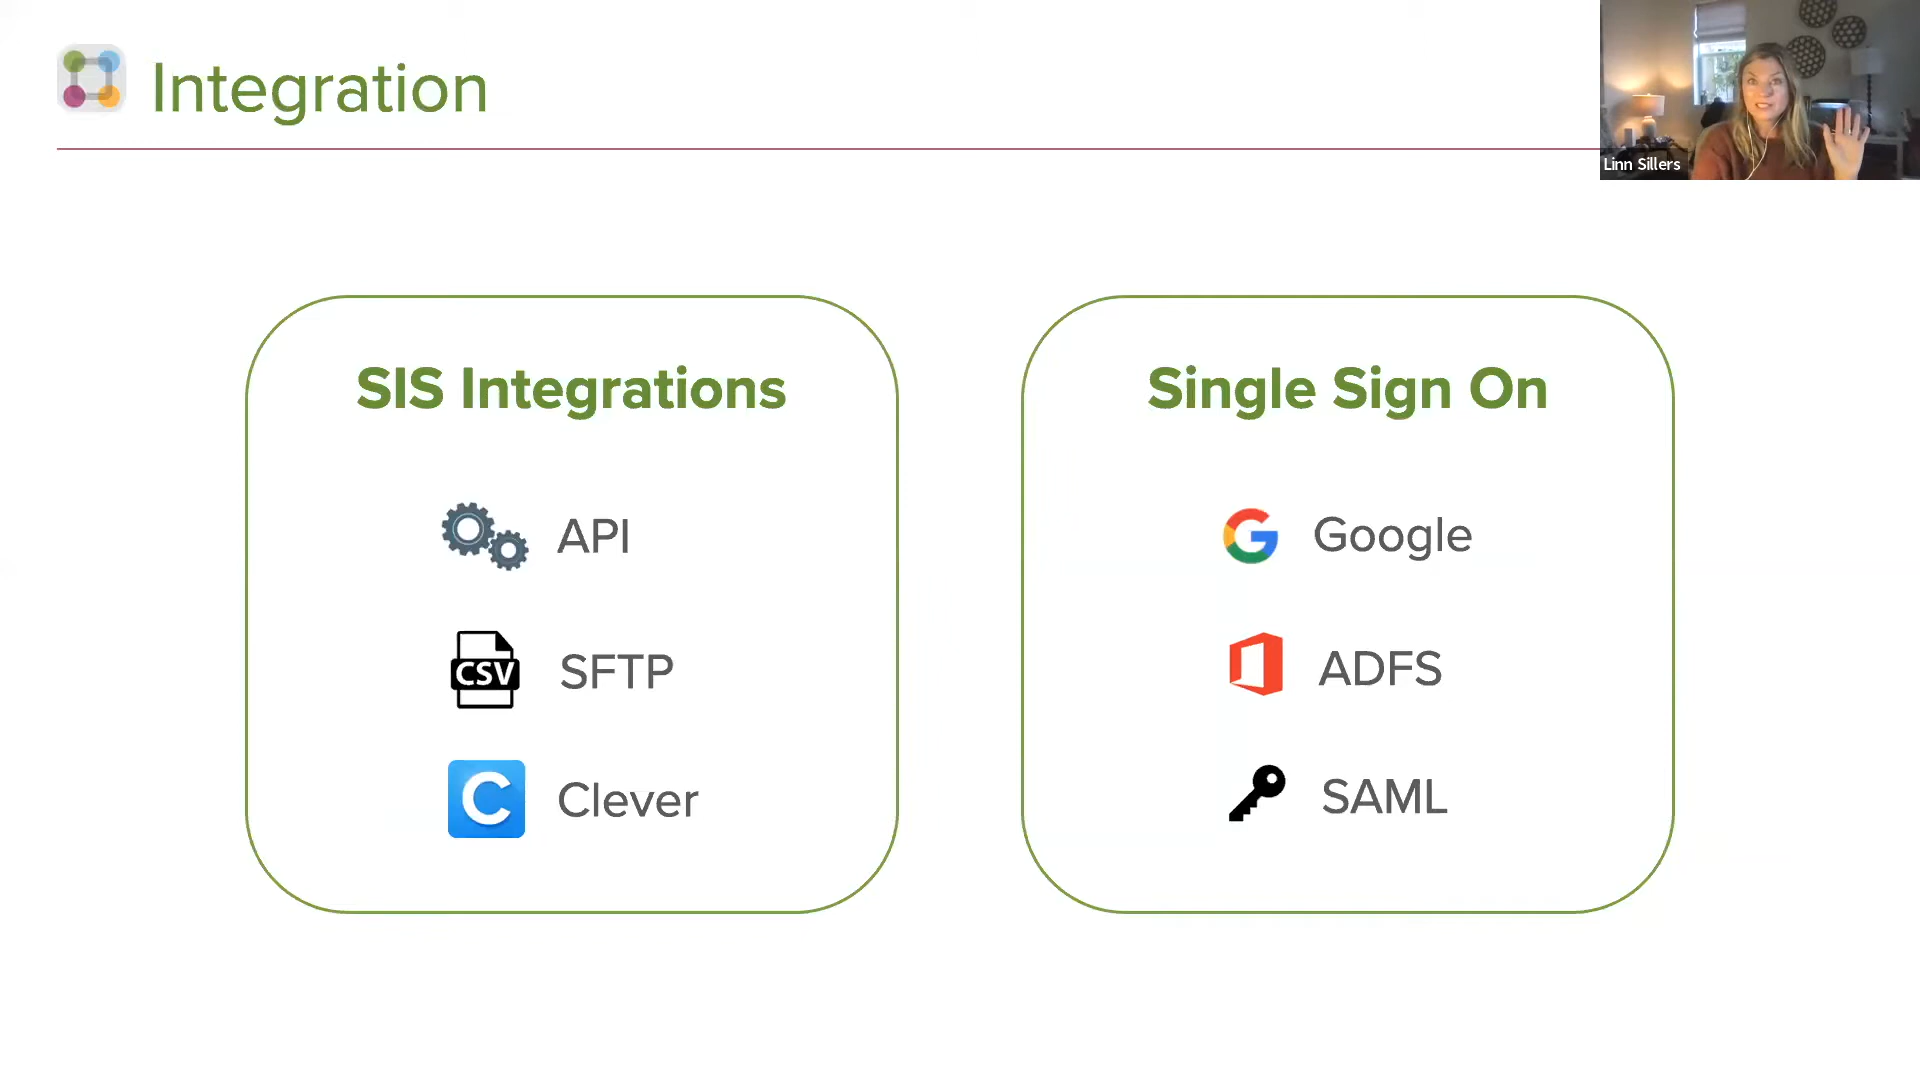 Integration
Linn Sillers
SIS Integrations
API
CSV SFTP
Clever
Single Sign On
Google
ADFS
SAML